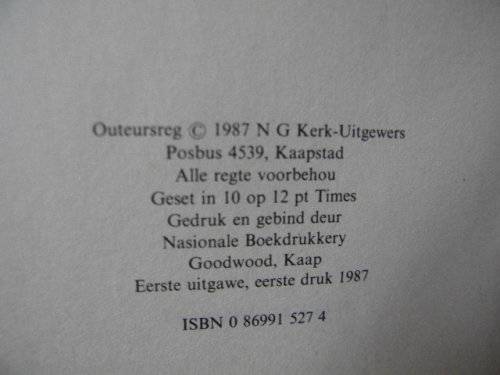 Outeursreg © 1987 N G Kerk-Uitgewers
Posbus 4539, Kaapstad
Alle regte voorbehou
Geset in 10 op 12 pt Times
Gedruk en gebind deur
Nasionale Boekdrukkery
Goodwood, Kaap
Eerste uitgawe, eerste druk 1987
ISBN 0 86991 527 4